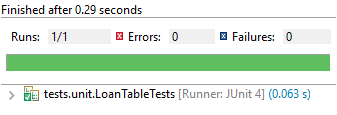 Finished after 0.29 seconds
Runs: 1/1 Errors: 0 Failures: 0
tests.unit.LoanTableTests [Runner: JUnit 4] (0.063 s)